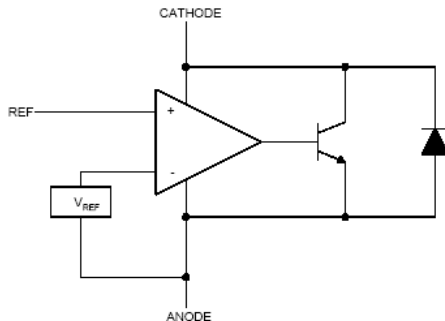 CATHODE
REF
+
-
VREF
ANODE